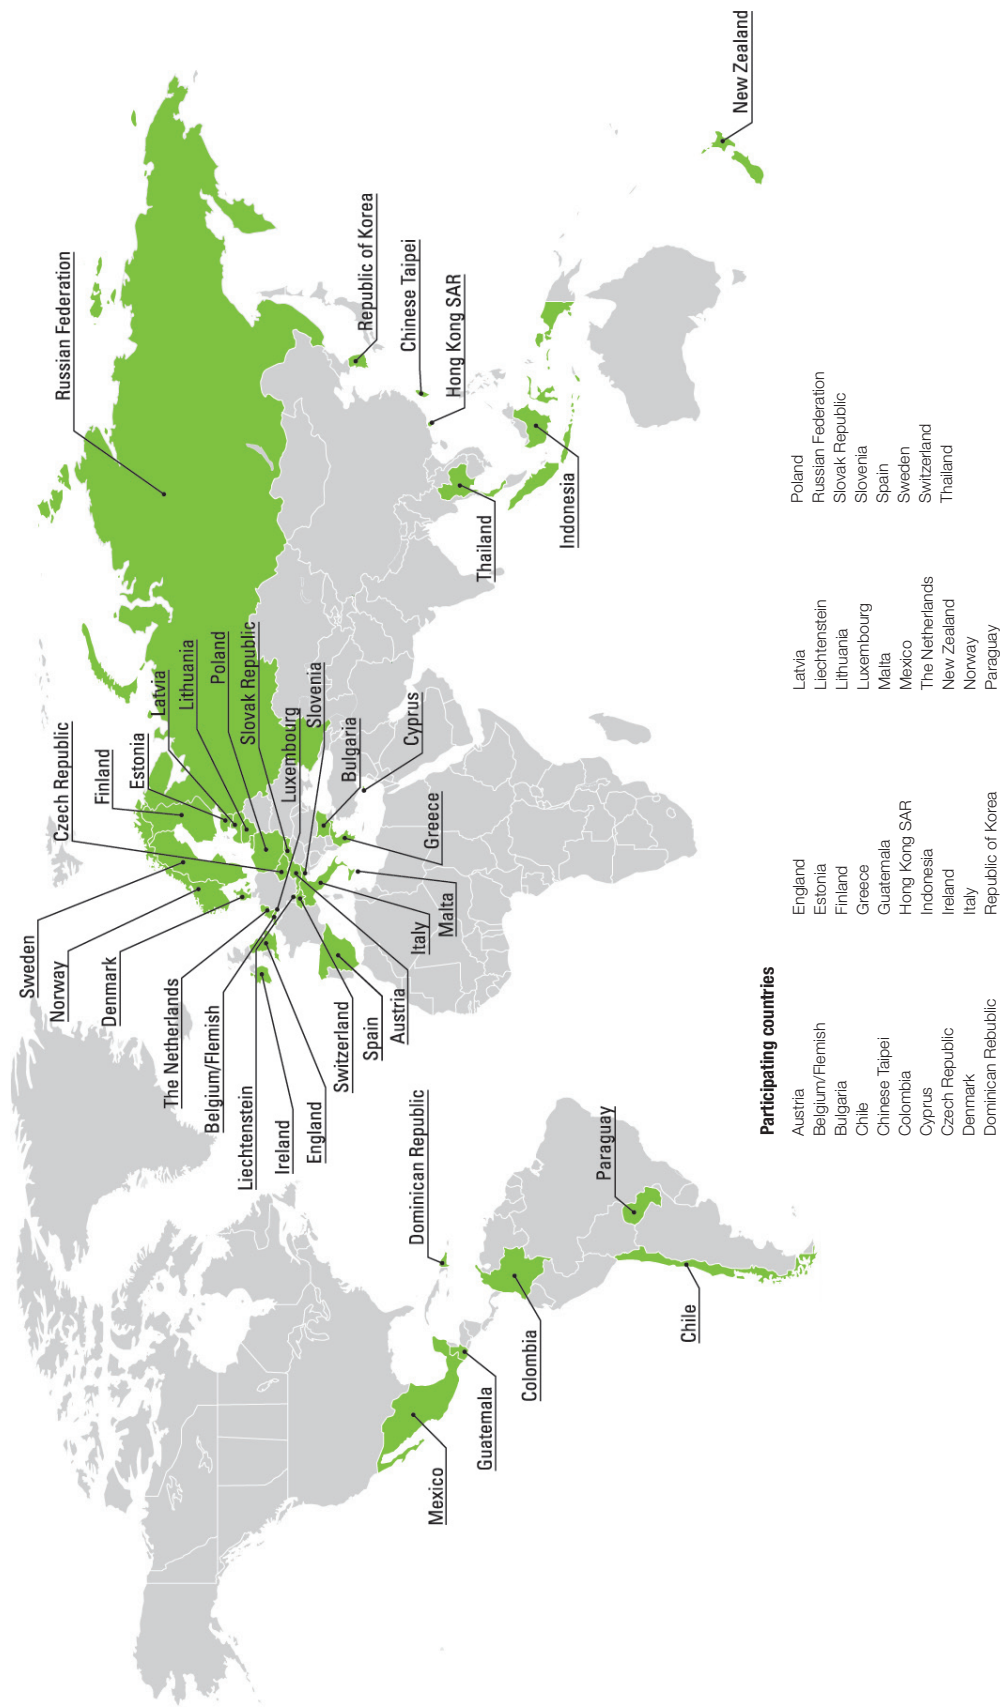 Sweden
Norway
Denmark
The Netherlands
Belgium/Flemish
Liechtenstein
Ireland
England
Switzerland
Spain
Austria
Italy
Malta
Greece
Czech Republic
Finland
Estonia
Latvia
Lithuania
Poland
Slovak Republic
Luxembourg
Slovenia
Bulgaria
Cyprus
Russian Federation
Republic of Korea
Chinese Taipei
Hong Kong SAR
Thailand
Indonesia
New Zealand
Mexico
Guatemala
Dominican Republic
Colombia
Paraguay
Chile
Participating countries
Austria
Belgium/Flemish
Bulgaria
Chile
Chinese Taipei
Colombia
Cyprus
Czech Republic
Denmark
Dominican Rebublic
England
Estonia
Finland
Greece
Guatemala
Hong Kong SAR
Indonesia
Ireland
Italy
Republic of Korea
Latvia
Liechtenstein
Lithuania
Luxembourg
Malta
Mexico
The Netherlands
New Zealand
Norway
Paraguay
Poland
Russian Federation
Slovak Republic
Slovenia
Spain
Sweden
Switzerland
Thailand